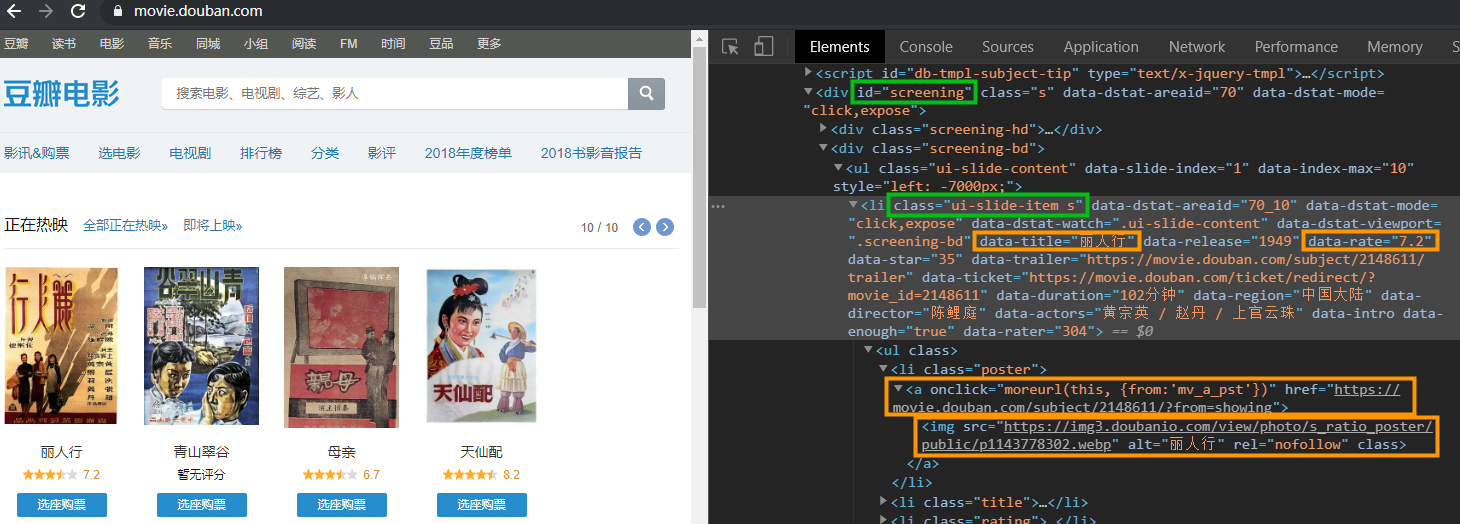 movie.douban.com
豆瓣 读书 电影 音乐 同城 小组 阅读 FM 时间 豆品 更多
豆瓣电影
搜索电影、电视剧、综艺、影人
影讯&购票 选电影 电视剧 排行榜 分类 影评 2018年度榜单 2018书影音报告
正在热映 全部正在热映» 即将上映» 10 / 10
行人麗
谷翠山青
母親
天仙配
丽人行 青山翠谷 母亲 天仙配
7.2 暂无评分 6.7 8.2
选座购票 选座购票 选座购票 选座购票
Elements Console Sources Application Network Performance Memory S
<script id="db-tmpl-subject-tip" type="text/x-jquery-tmpl">…</script>
<div id="screening" class="s" data-dstat-areaid="70" data-dstat-mode=
"click,expose">
<div class="screening-hd">…</div>
<div class="screening-bd">
<ul class="ui-slide-content" data-slide-index="1" data-index-max="10"
style="left: -7000px;">
<li class="ui-slide-item s" data-dstat-areaid="70_10" data-dstat-mode=
"click,expose" data-dstat-watch=".ui-slide-content" data-dstat-viewport=
".screening-bd" data-title="丽人行" data-release="1949" data-rate="7.2"
data-star="35" data-trailer="https://movie.douban.com/subject/2148611/
trailer" data-ticket="https://movie.douban.com/ticket/redirect/?
movie_id=2148611" data-duration="102分钟" data-region="中国大陆" data-
director="陈鲤庭" data-actors="黄宗英 / 赵丹 / 上官云珠" data-intro data-
enough="true" data-rater="304"> == $0
<ul class>
<li class="poster">
<a onclick="moreurl(this, {from:'mv_a_pst'})" href="https://
movie.douban.com/subject/2148611/?from=showing">
<img src="https://img3.doubanio.com/view/photo/s_ratio_poster/
public/p1143778302.webp" alt="丽人行" rel="nofollow" class>
</a>
</li>
<li class="title">…</li>
<li class="rating">…</li>